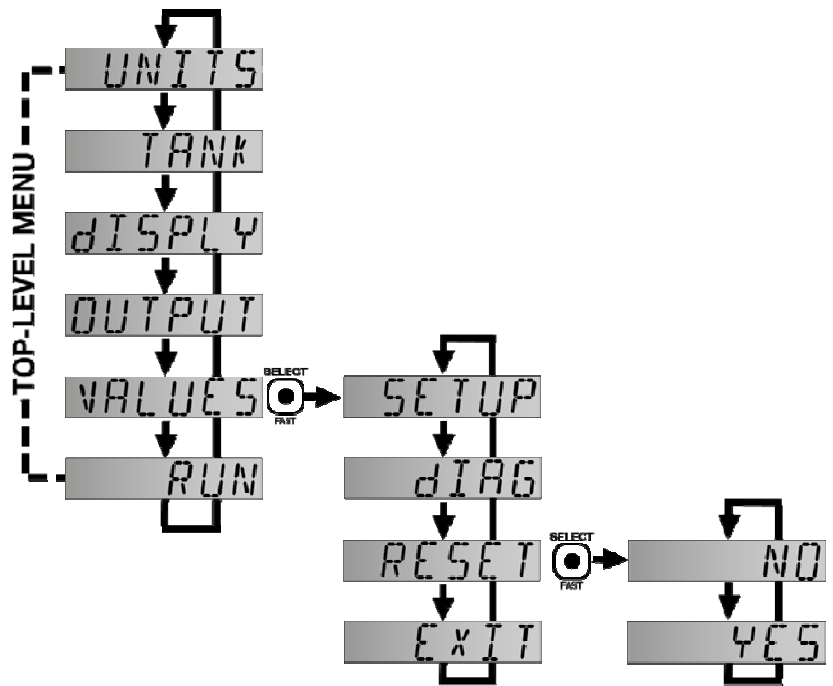 UNITS
TANK
dISPLY
OUTPUT
VALUES
RUN
TOP-LEVEL MENU
SELECT
FAST
SETUP
dIAG
RESET
EXIT
SELECT
FAST
NO
YES